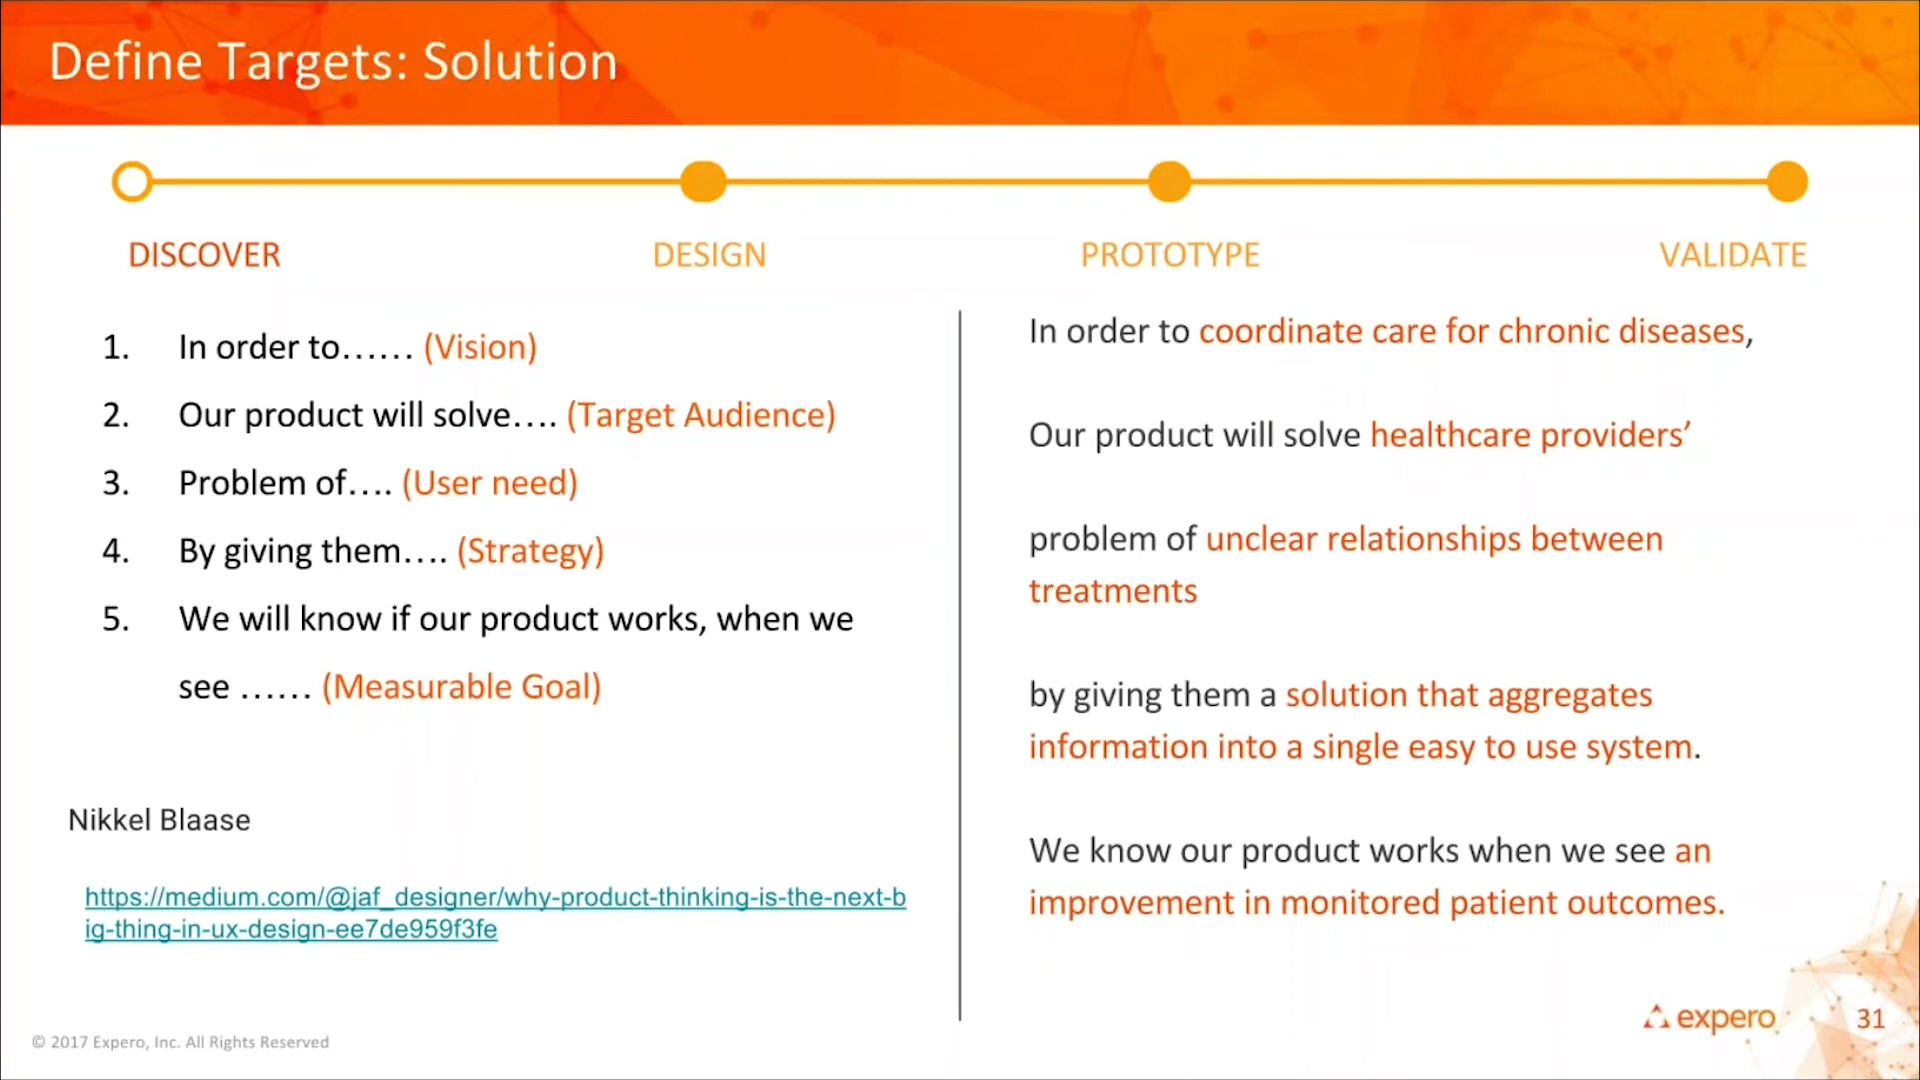 Define Targets: Solution
DISCOVER
DESIGN
PROTOTYPE
VALIDATE
1. In order to...... (Vision)
2. Our product will solve.... (Target Audience)
3. Problem of.... (User need)
4. By giving them.... (Strategy)
5. We will know if our product works, when we
see ...... (Measurable Goal)
Nikkel Blaase
https://medium.com/@jaf_designer/why-product-thinking-is-the-next-b
ig-thing-in-ux-design-ee7de959f3fe
In order to coordinate care for chronic diseases,
Our product will solve healthcare providers’
problem of unclear relationships between
treatments
by giving them a solution that aggregates
information into a single easy to use system.
We know our product works when we see an
improvement in monitored patient outcomes.
© 2017 Expero, Inc. All Rights Reserved
expero
31